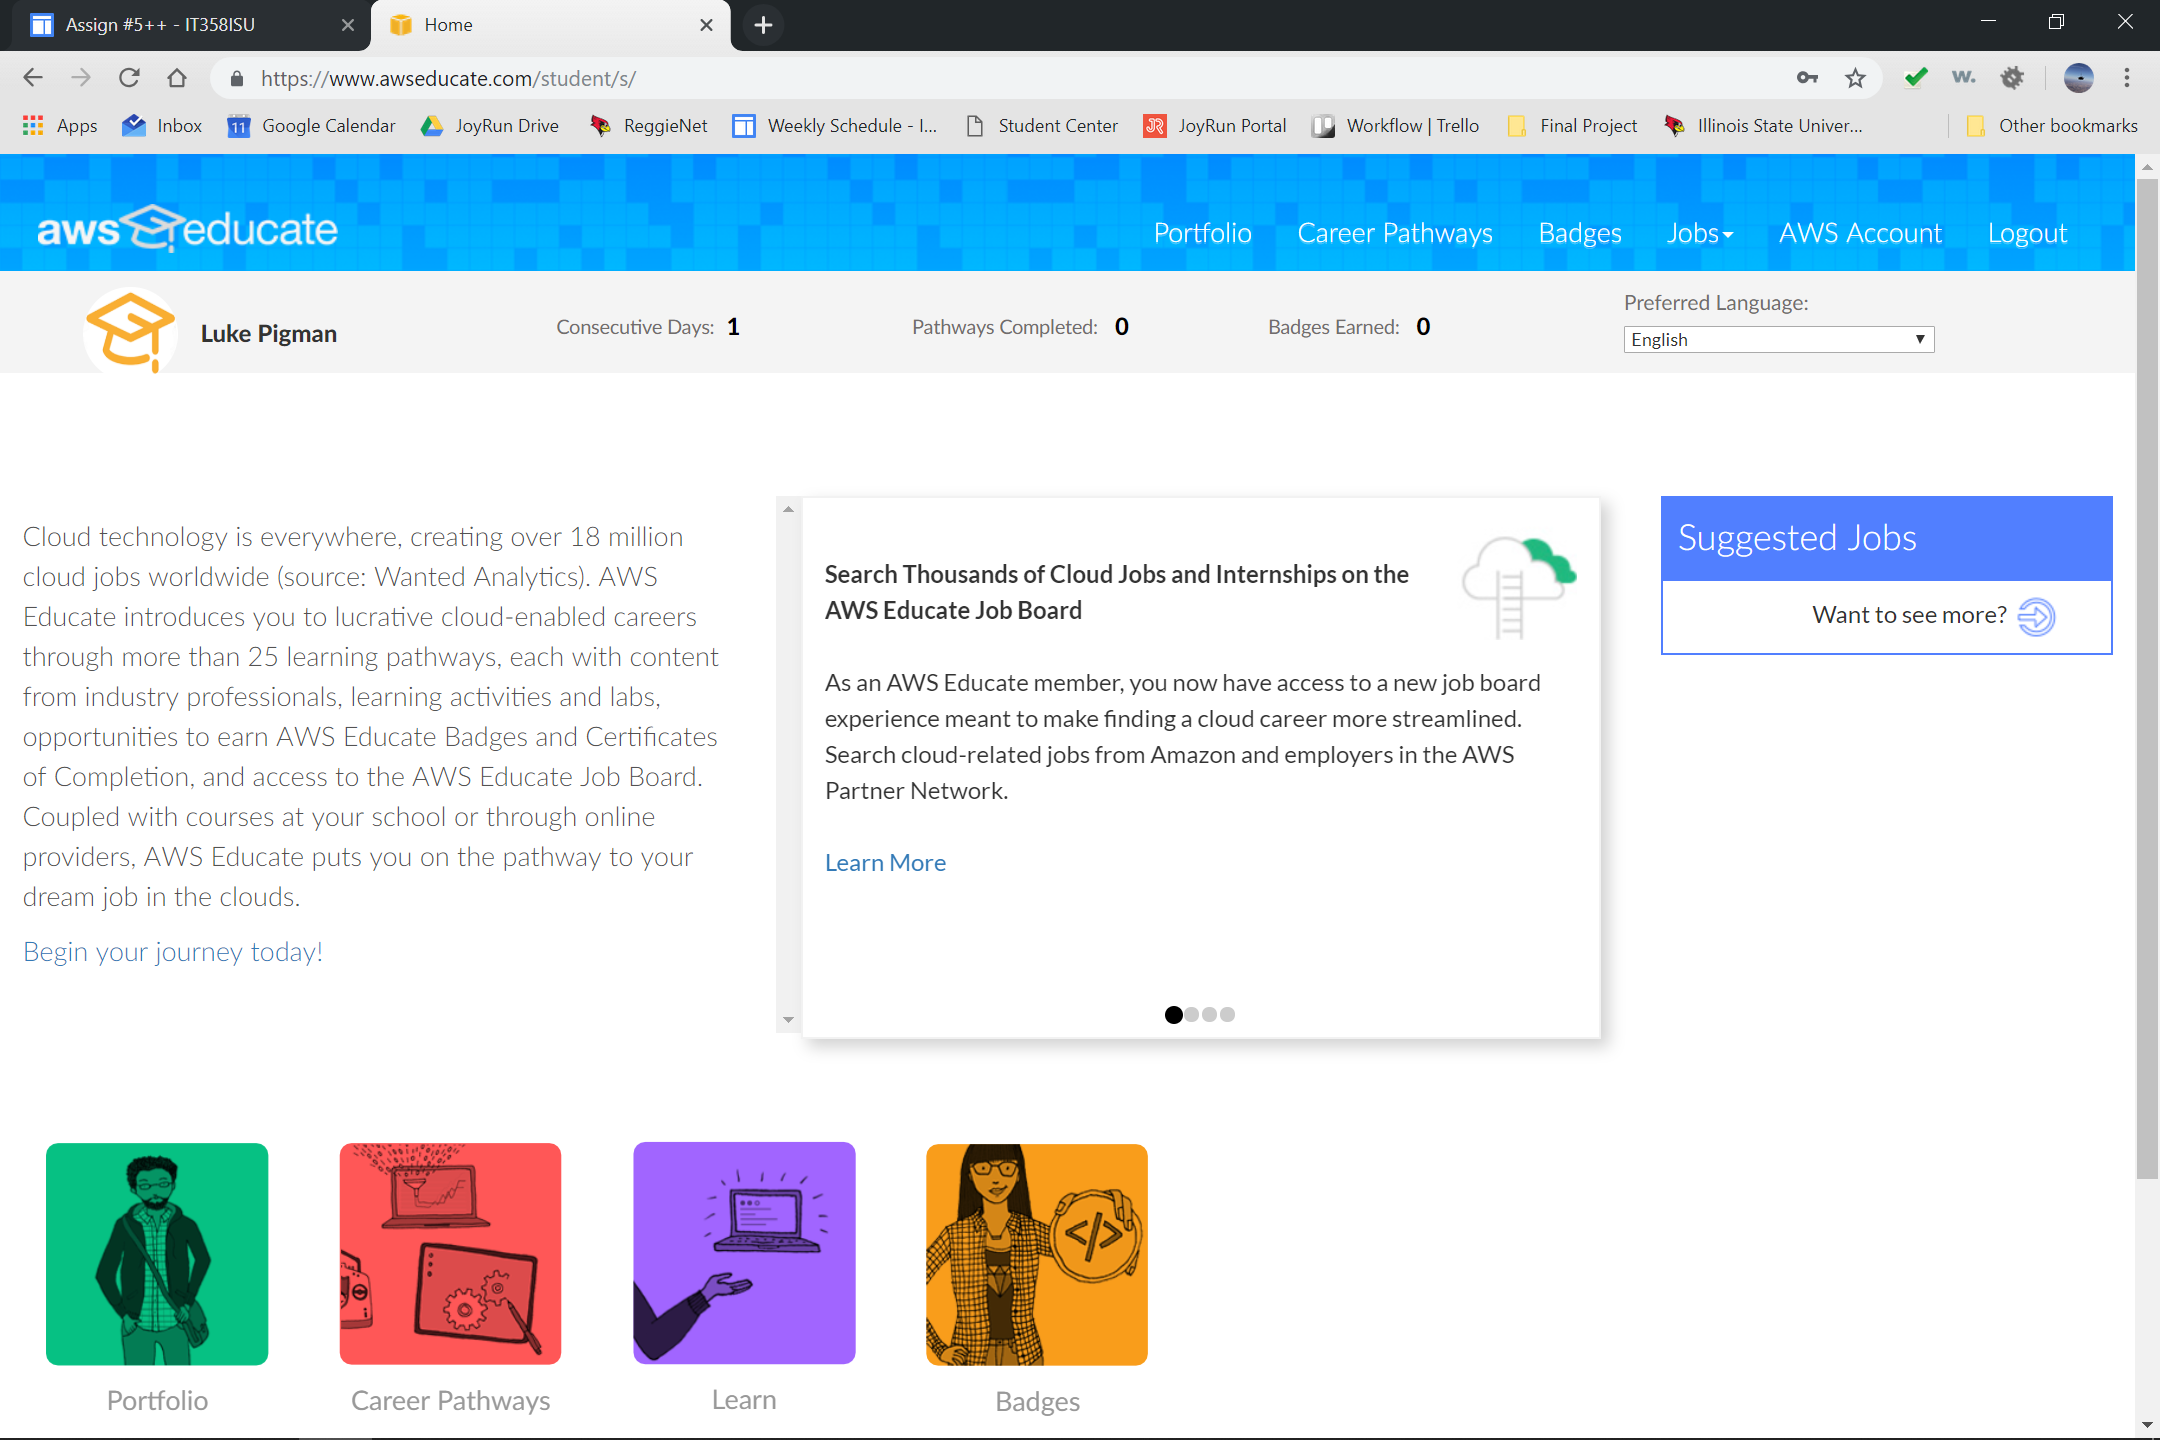 Assign #5++ - IT358ISU
Home
https://www.awseducate.com/student/s/
w.
Apps
Inbox
11
Google Calendar
JoyRun Drive
ReggieNet
Weekly Schedule - I...
Student Center
JR
JoyRun Portal
Workflow | Trello
Final Project
Illinois State Univer...
Other bookmarks
aws educate
Portfolio
Career Pathways
Badges
Jobs
AWS Account
Logout
Luke Pigman
Consecutive Days: 1
Pathways Completed: 0
Badges Earned: 0
Preferred Language:
English
Cloud technology is everywhere, creating over 18 million
cloud jobs worldwide (source: Wanted Analytics). AWS
Educate introduces you to lucrative cloud-enabled careers
through more than 25 learning pathways, each with content
from industry professionals, learning activities and labs,
opportunities to earn AWS Educate Badges and Certificates
of Completion, and access to the AWS Educate Job Board.
Coupled with courses at your school or through online
providers, AWS Educate puts you on the pathway to your
dream job in the clouds.
Begin your journey today!
Search Thousands of Cloud Jobs and Internships on the
AWS Educate Job Board
As an AWS Educate member, you now have access to a new job board
experience meant to make finding a cloud career more streamlined.
Search cloud-related jobs from Amazon and employers in the AWS
Partner Network.
Learn More
Suggested Jobs
Want to see more?
</>
Portfolio
Career Pathways
Learn
Badges